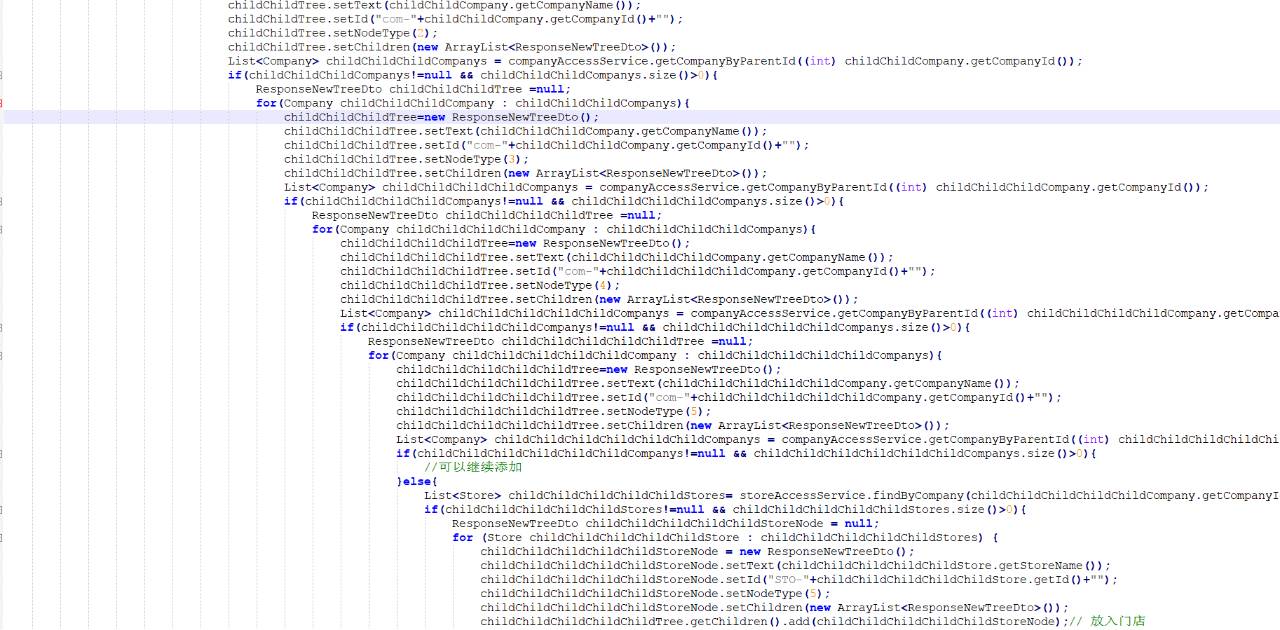 childChildTree.setText(childChildCompany.getCompanyName());
childChildTree.setId("com-"+childChildCompany.getCompanyId()+"");
childChildTree.setNodeType(2);
childChildTree.setChildren(new ArrayList<ResponseNewTreeDto>());
List<Company> childChildChildCompanys = companyAccessService.getCompanyByParentId((int) childChildCompany.getCompanyId());
if(childChildChildCompanys!=null && childChildChildCompanys.size()>0){
ResponseNewTreeDto childChildChildTree =null;
for(Company childChildChildCompany : childChildChildCompanys){
childChildChildTree=new ResponseNewTreeDto();
childChildChildTree.setText(childChildChildCompany.getCompanyName());
childChildChildTree.setId("com-"+childChildChildCompany.getCompanyId()+"");
childChildChildTree.setNodeType(3);
childChildChildTree.setChildren(new ArrayList<ResponseNewTreeDto>());
List<Company> childChildChildChildCompanys = companyAccessService.getCompanyByParentId((int) childChildChildCompany.getCompanyId());
if(childChildChildChildCompanys!=null && childChildChildChildCompanys.size()>0){
ResponseNewTreeDto childChildChildChildTree =null;
for(Company childChildChildChildCompany : childChildChildChildCompanys){
childChildChildChildTree=new ResponseNewTreeDto();
childChildChildChildTree.setText(childChildChildChildCompany.getCompanyName());
childChildChildChildTree.setId("com-"+childChildChildChildCompany.getCompanyId()+"");
childChildChildChildTree.setNodeType(4);
childChildChildChildTree.setChildren(new ArrayList<ResponseNewTreeDto>());
List<Company> childChildChildChildChildCompanys = companyAccessService.getCompanyByParentId((int) childChildChildChildCompany.getCompa
if(childChildChildChildChildCompanys!=null && childChildChildChildChildCompanys.size()>0){
ResponseNewTreeDto childChildChildChildChildTree =null;
for(Company childChildChildChildChildCompany : childChildChildChildChildCompanys){
childChildChildChildChildTree=new ResponseNewTreeDto();
childChildChildChildChildTree.setText(childChildChildChildChildCompany.getCompanyName());
childChildChildChildChildTree.setId("com-"+childChildChildChildChildCompany.getCompanyId()+"");
childChildChildChildChildTree.setNodeType(5);
childChildChildChildChildTree.setChildren(new ArrayList<ResponseNewTreeDto>());
List<Company> childChildChildChildChildChildCompanys = companyAccessService.getCompanyByParentId((int) childChildChildChildChi
if(childChildChildChildChildChildCompanys!=null && childChildChildChildChildChildCompanys.size()>0){
//可以继续添加
}else{
List<Store> childChildChildChildChildStores= storeAccessService.findByCompany(childChildChildChildChildCompany.getCompanyI
if(childChildChildChildChildStores!=null && childChildChildChildChildStores.size()>0){
ResponseNewTreeDto childChildChildChildChildStoreNode = null;
for (Store childChildChildChildChildStore : childChildChildChildChildStores) {
childChildChildChildChildStoreNode = new ResponseNewTreeDto();
childChildChildChildChildStoreNode.setText(childChildChildChildChildStore.getStoreName());
childChildChildChildChildStoreNode.setId("STO-"+childChildChildChildChildStore.getId()+"");
childChildChildChildChildStoreNode.setNodeType(5);
childChildChildChildChildStoreNode.setChildren(new ArrayList<ResponseNewTreeDto>());
childChildChildChildChildTree.getChildren().add(childChildChildChildChildStoreNode);// 放入门店